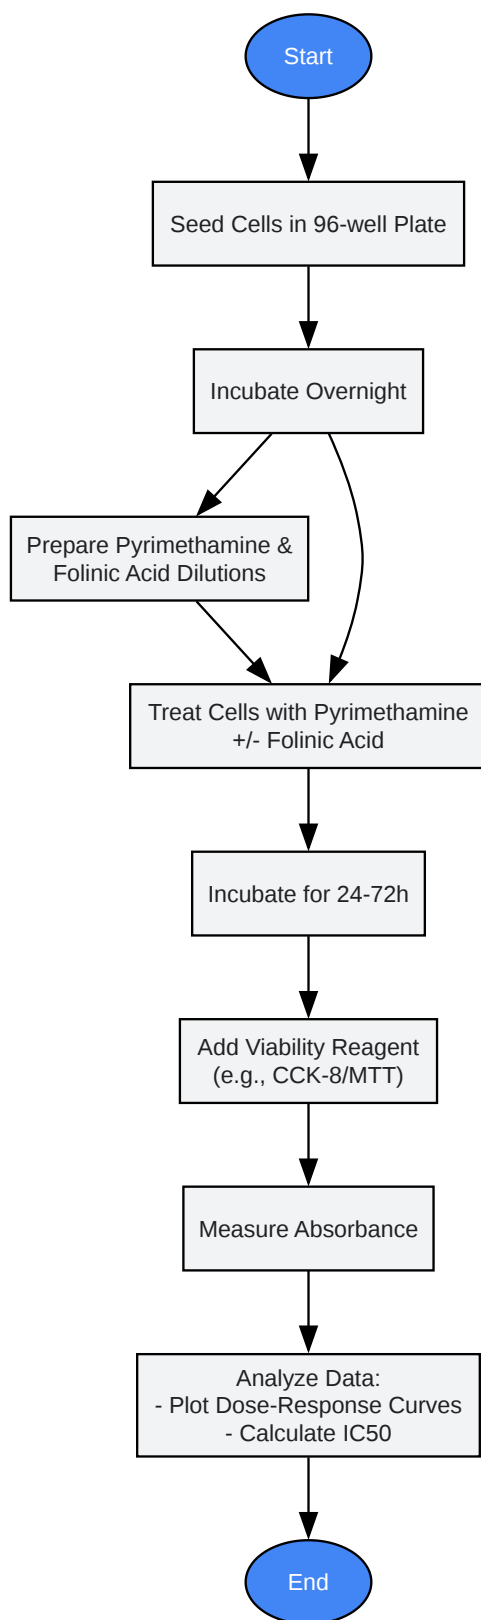 Start
Seed Cells in 96-well Plate
Incubate Overnight
Prepare Pyrimethamine &
Folinic Acid Dilutions
Treat Cells with Pyrimethamine
+/- Folinic Acid
Incubate for 24-72h
Add Viability Reagent
(e.g., CCK-8/MTT)
Measure Absorbance
Analyze Data:
- Plot Dose-Response Curves
- Calculate IC50
End